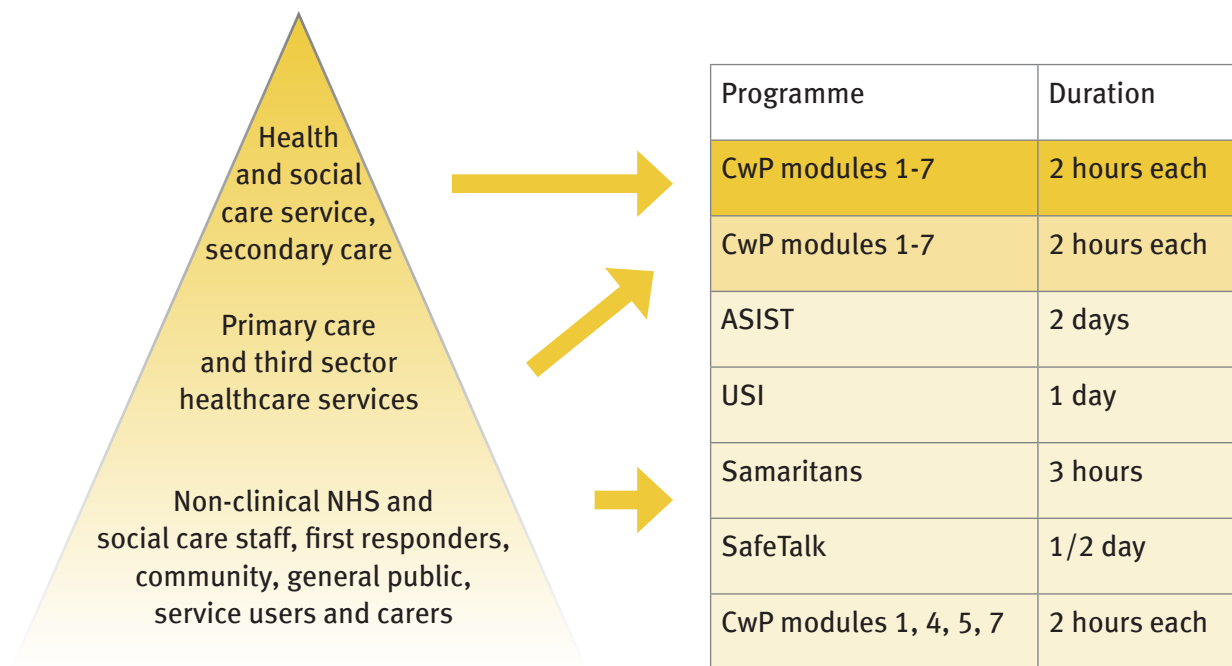 Health
and social
care service,
secondary care
Primary care
and third sector
healthcare services
Non-clinical NHS and
social care staff, first responders,
community, general public,
service users and carers
Programme Duration
CwP modules 1-7 2 hours each
CwP modules 1-7 2 hours each
ASIST 2 days
USI 1 day
Samaritans 3 hours
SafeTalk 1/2 day
CwP modules 1, 4, 5, 7 2 hours each